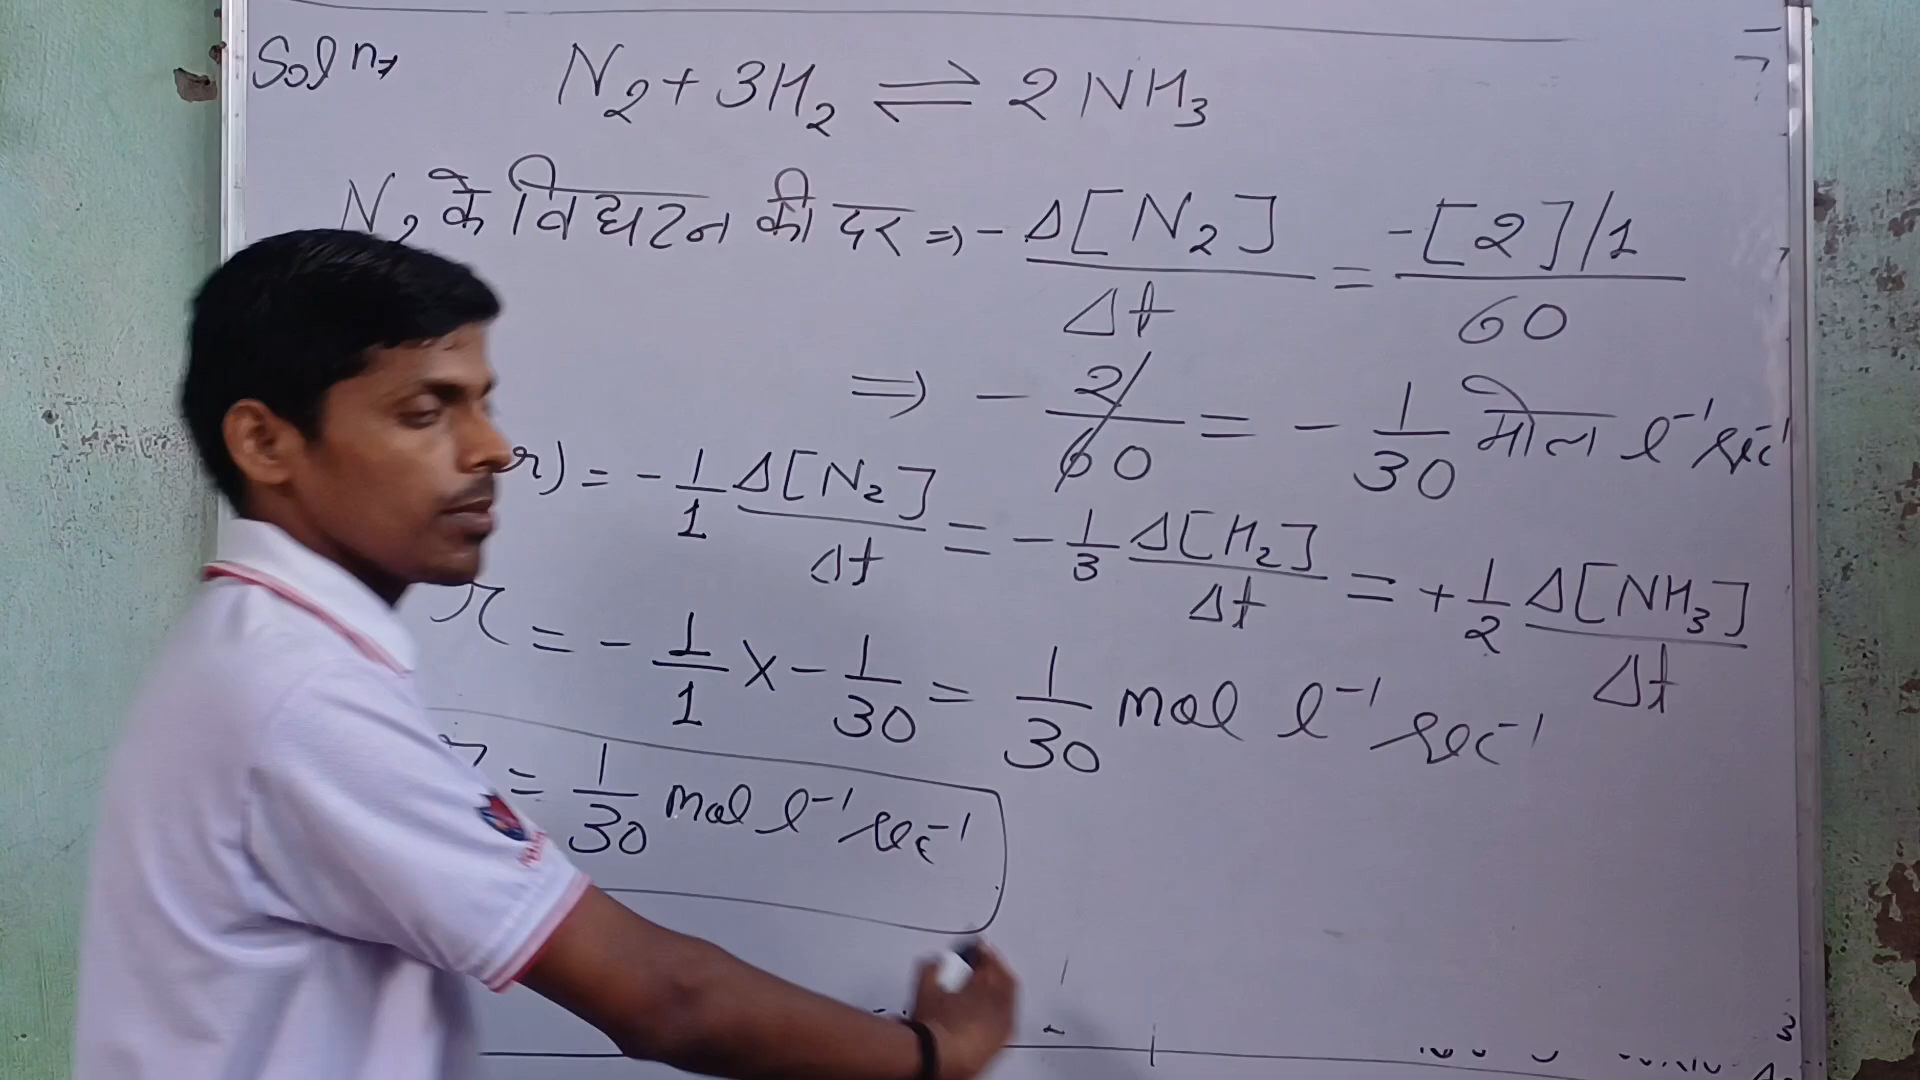 Solⁿ→ N₂ + 3H₂ ⇌ 2NH₃
N₂ के विघटन की दर ⇒ - Δ[N₂]/Δt = -[2]/1 / 60
⇒ - 2/60 = - 1/30 मोल l⁻¹ sec⁻¹
r) = - 1/1 Δ[N₂]/Δt = - 1/3 Δ[H₂]/Δt = + 1/2 Δ[NH₃]/Δt
r = - 1/1 × - 1/30 = 1/30 mol l⁻¹ sec⁻¹
r = 1/30 mol l⁻¹ sec⁻¹